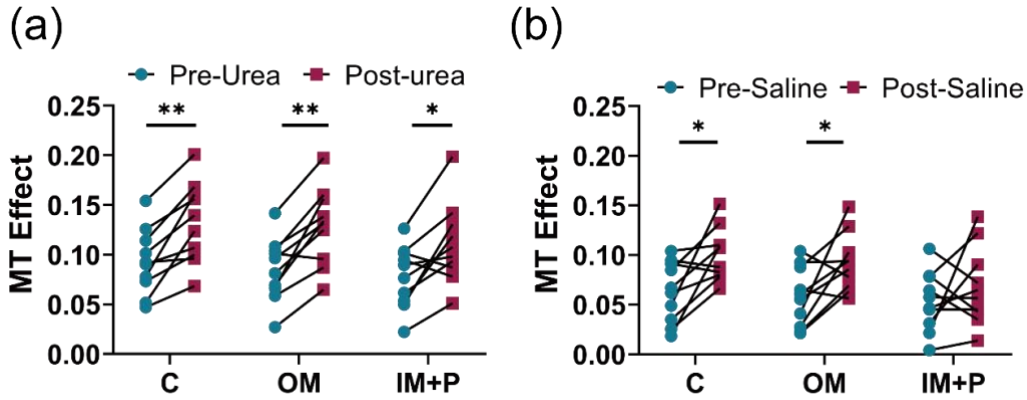 (a)
Pre-Urea Post-urea
MT Effect
0.25
0.20
0.15
0.10
0.05
0.00
** ** *
C OM IM+P
(b)
Pre-Saline Post-Saline
MT Effect
0.25
0.20
0.15
0.10
0.05
0.00
* *
C OM IM+P